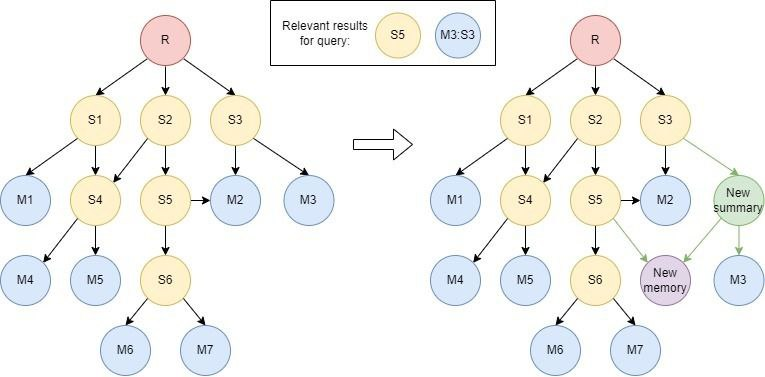 Relevant results
for query:
S5
M3:S3
R
S1
S2
S3
M1
S4
S5
M2
M3
M4
M5
S6
M6
M7
R
S1
S2
S3
M1
S4
S5
M2
New
summary
M4
M5
S6
New
memory
M3
M6
M7